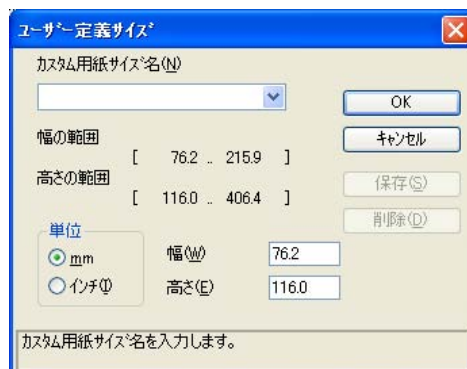 ユーザー定義サイズ
カスタム用紙サイズ名(N)
OK
キャンセル
保存(S)
削除(D)
幅の範囲
[ 76.2 .. 215.9 ]
高さの範囲
[ 116.0 .. 406.4 ]
単位
mm
インチ(I)
幅(W) 76.2
高さ(E) 116.0
カスタム用紙サイズ名を入力します。